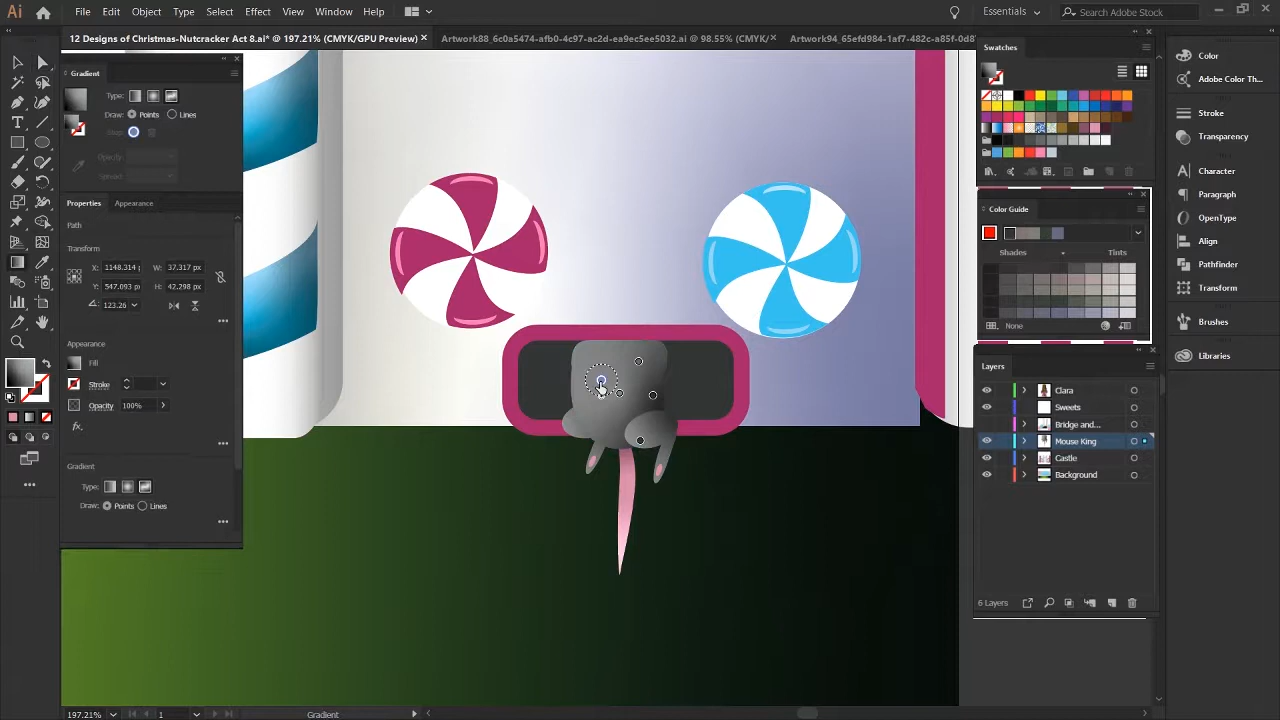 Ai File Edit Object Type Select Effect View Window Help Essentials Search Adobe Stock
12 Designs of Christmas-Nutcracker Act 8.ai* @ 197.21% (CMYK/GPU Preview) × Artwork88_6c0a5474-afb0-4c97-ac2d-ea9ec5ee5032.ai @ 98.55% (CMYK/ × Artwork94_65efd984-1af7-482c-a85f-0d8
Gradient
Type:
Draw: Points Lines
Stop:
Opacity:
Spread:
Properties Appearance
Path
Transform
X: 1148.314 W: 37.317 px
Y: 547.093 px H: 42.298 px
123.26
Appearance
Fill
Stroke
Opacity 100%
fx.
Gradient
Type:
Draw: Points Lines
Swatches
Color Guide
Shades Tints
None
Layers
Clara
Sweets
Bridge and...
Mouse King
Castle
Background
6 Layers
Color
Adobe Color Th...
Stroke
Transparency
Character
Paragraph
OpenType
Align
Pathfinder
Transform
Brushes
Libraries
197.21% 1 Gradient